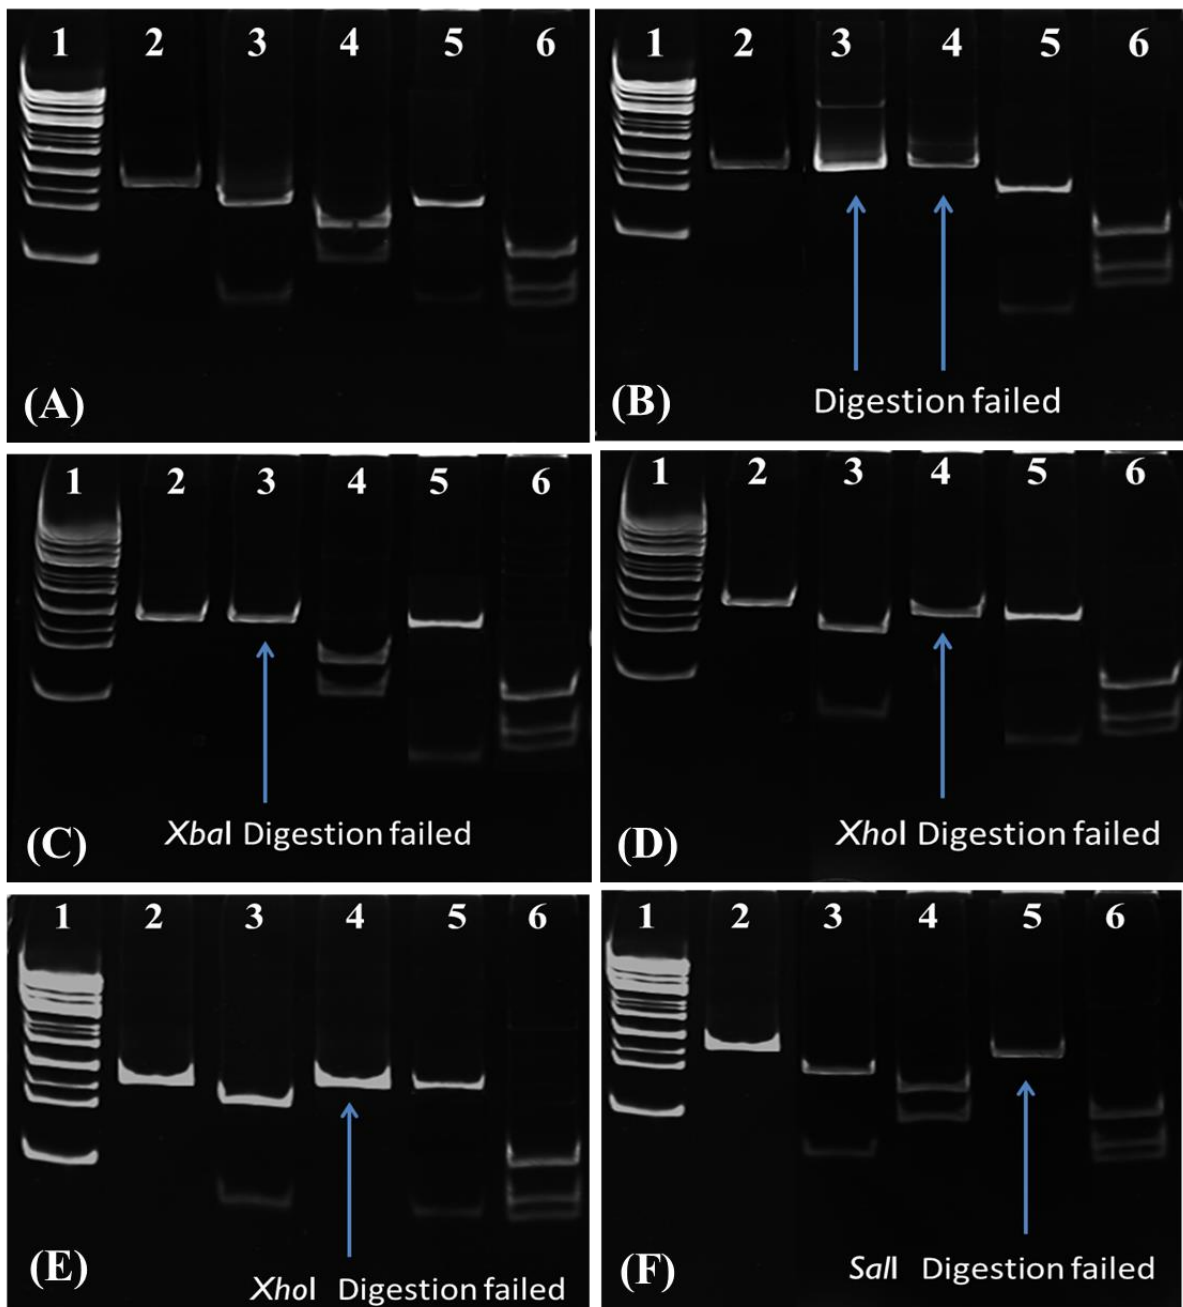 1 2 3 4 5 6
(A)
1 2 3 4 5 6
Digestion failed
(B)
1 2 3 4 5 6
XbaI Digestion failed
(C)
1 2 3 4 5 6
XhoI Digestion failed
(D)
1 2 3 4 5 6
(E)
XhoI Digestion failed
1 2 3 4 5 6
(F)
SalI Digestion failed